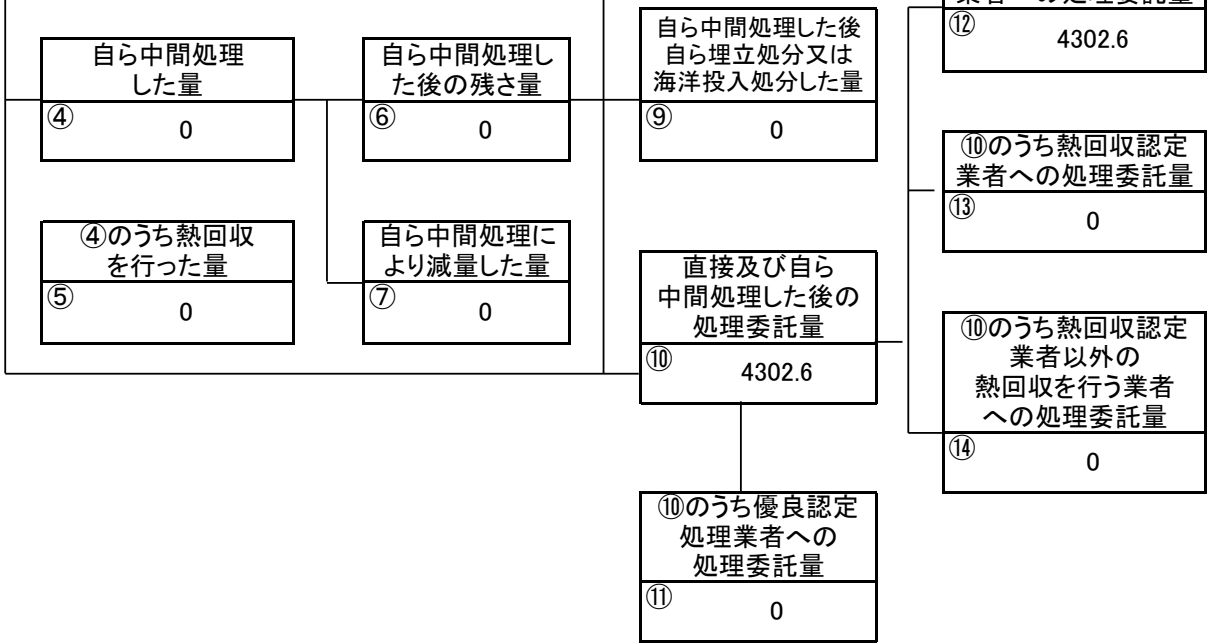 自ら中間処理
した量
④
0
自ら中間処理し
た後の残さ量
⑥
0
自ら中間処理した後
自ら埋立処分又は
海洋投入処分した量
⑨
0
⑫
4302.6
④のうち熱回収
を行った量
⑤
0
自ら中間処理に
より減量した量
⑦
0
直接及び自ら
中間処理した後の
処理委託量
⑩
4302.6
⑩のうち熱回収認定
業者への処理委託量
⑬
0
⑩のうち熱回収認定
業者以外の
熱回収を行う業者
への処理委託量
⑭
0
⑩のうち優良認定
処理業者への
処理委託量
⑪
0